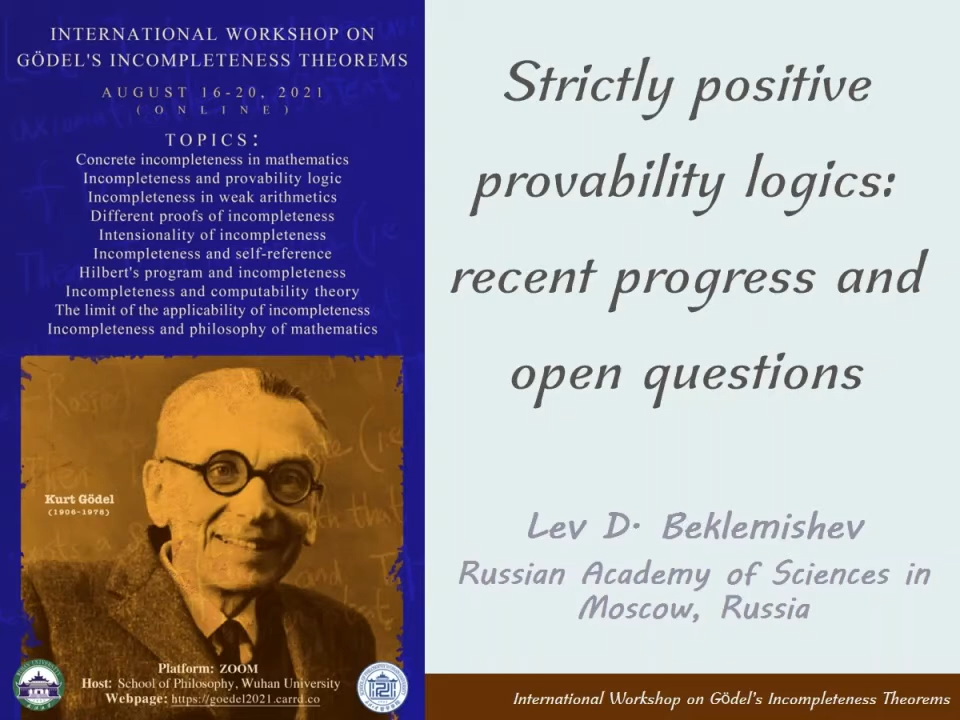 INTERNATIONAL WORKSHOP ON
GÖDEL'S INCOMPLETENESS THEOREMS
AUGUST 16-20, 2021
(ONLINE)
TOPICS:
Concrete incompleteness in mathematics
Incompleteness and provability logic
Incompleteness in weak arithmetics
Different proofs of incompleteness
Intensionality of incompleteness
Incompleteness and self-reference
Hilbert's program and incompleteness
Incompleteness and computability theory
The limit of the applicability of incompleteness
Incompleteness and philosophy of mathematics
Kurt Gödel
(1906-1978)
Platform: ZOOM
Host: School of Philosophy, Wuhan University
Webpage: https://goedel2021.carrd.co
Strictly positive
provability logics:
recent progress and
open questions
Lev D. Beklemishev
Russian Academy of Sciences in
Moscow, Russia
International Workshop on Gödel's Incompleteness Theorems